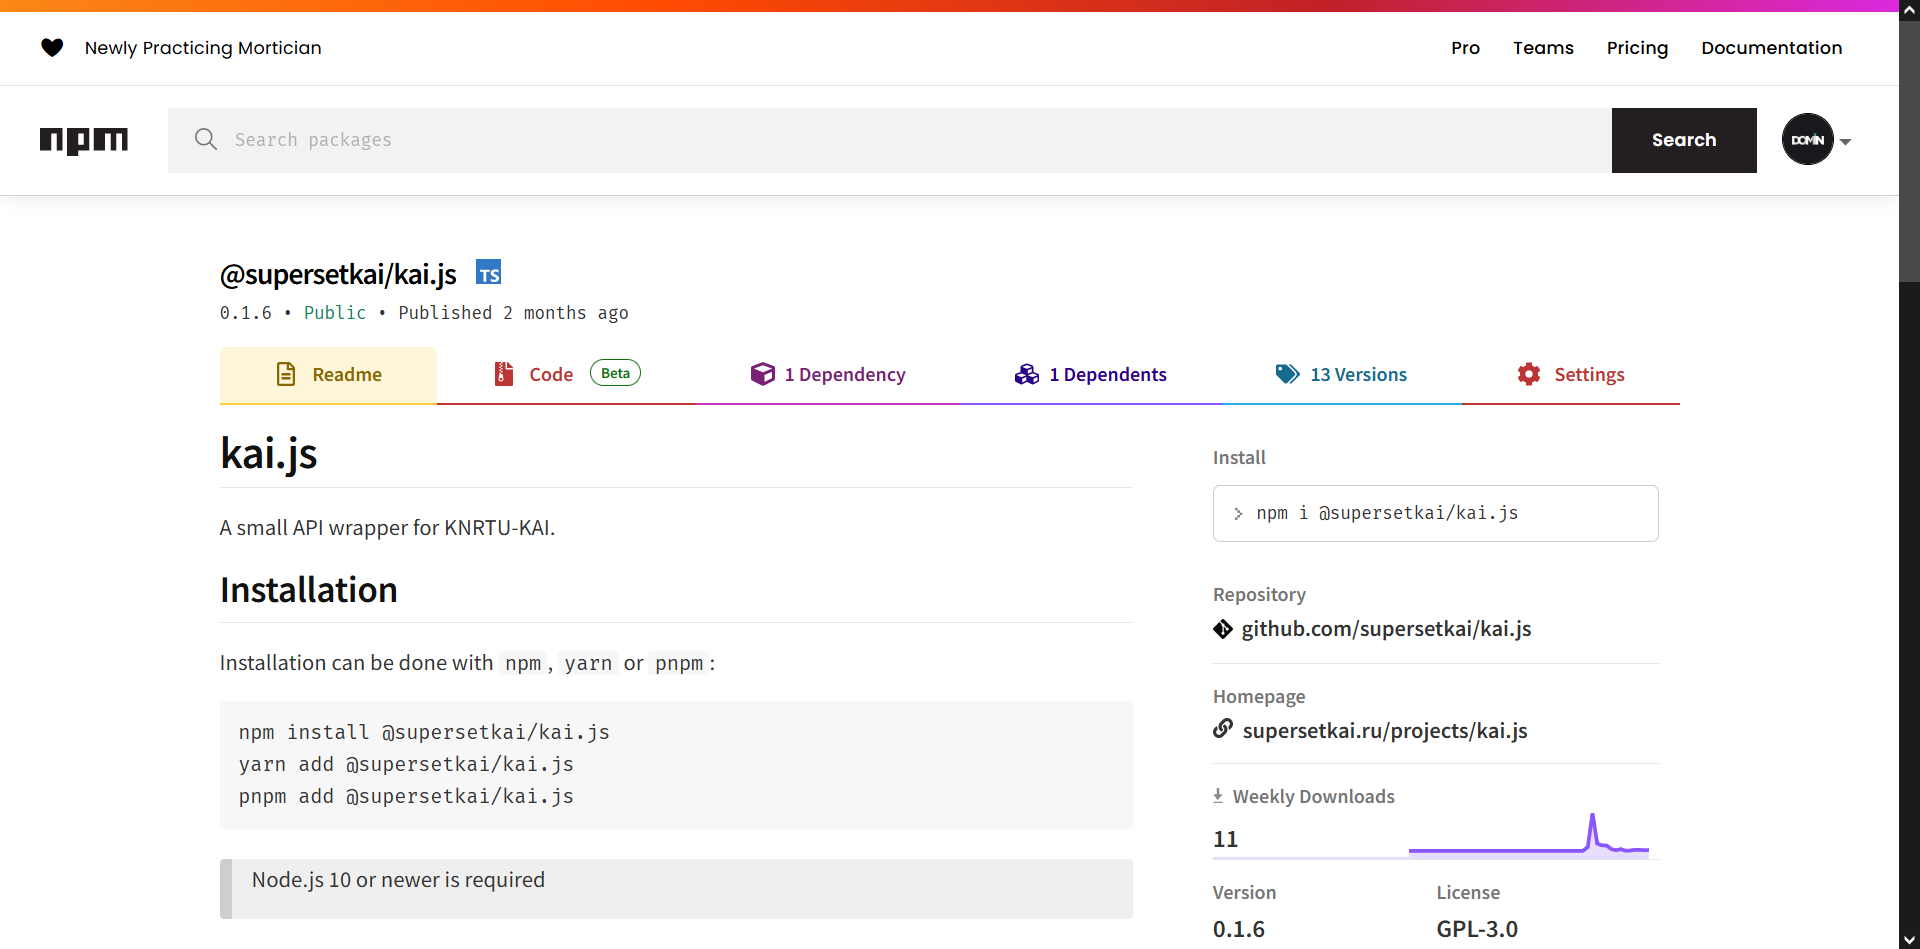 Newly Practicing Mortician
Pro Teams Pricing Documentation
npm
Search packages
Search
DOMIN
@supersetkai/kai.js TS
0.1.6 • Public • Published 2 months ago
Readme
Code Beta
1 Dependency
1 Dependents
13 Versions
Settings
kai.js
A small API wrapper for KNRTU-KAI.
Installation
Installation can be done with npm, yarn or pnpm:
npm install @supersetkai/kai.js
yarn add @supersetkai/kai.js
pnpm add @supersetkai/kai.js
Node.js 10 or newer is required
Install
npm i @supersetkai/kai.js
Repository
github.com/supersetkai/kai.js
Homepage
supersetkai.ru/projects/kai.js
Weekly Downloads
11
Version
0.1.6
License
GPL-3.0